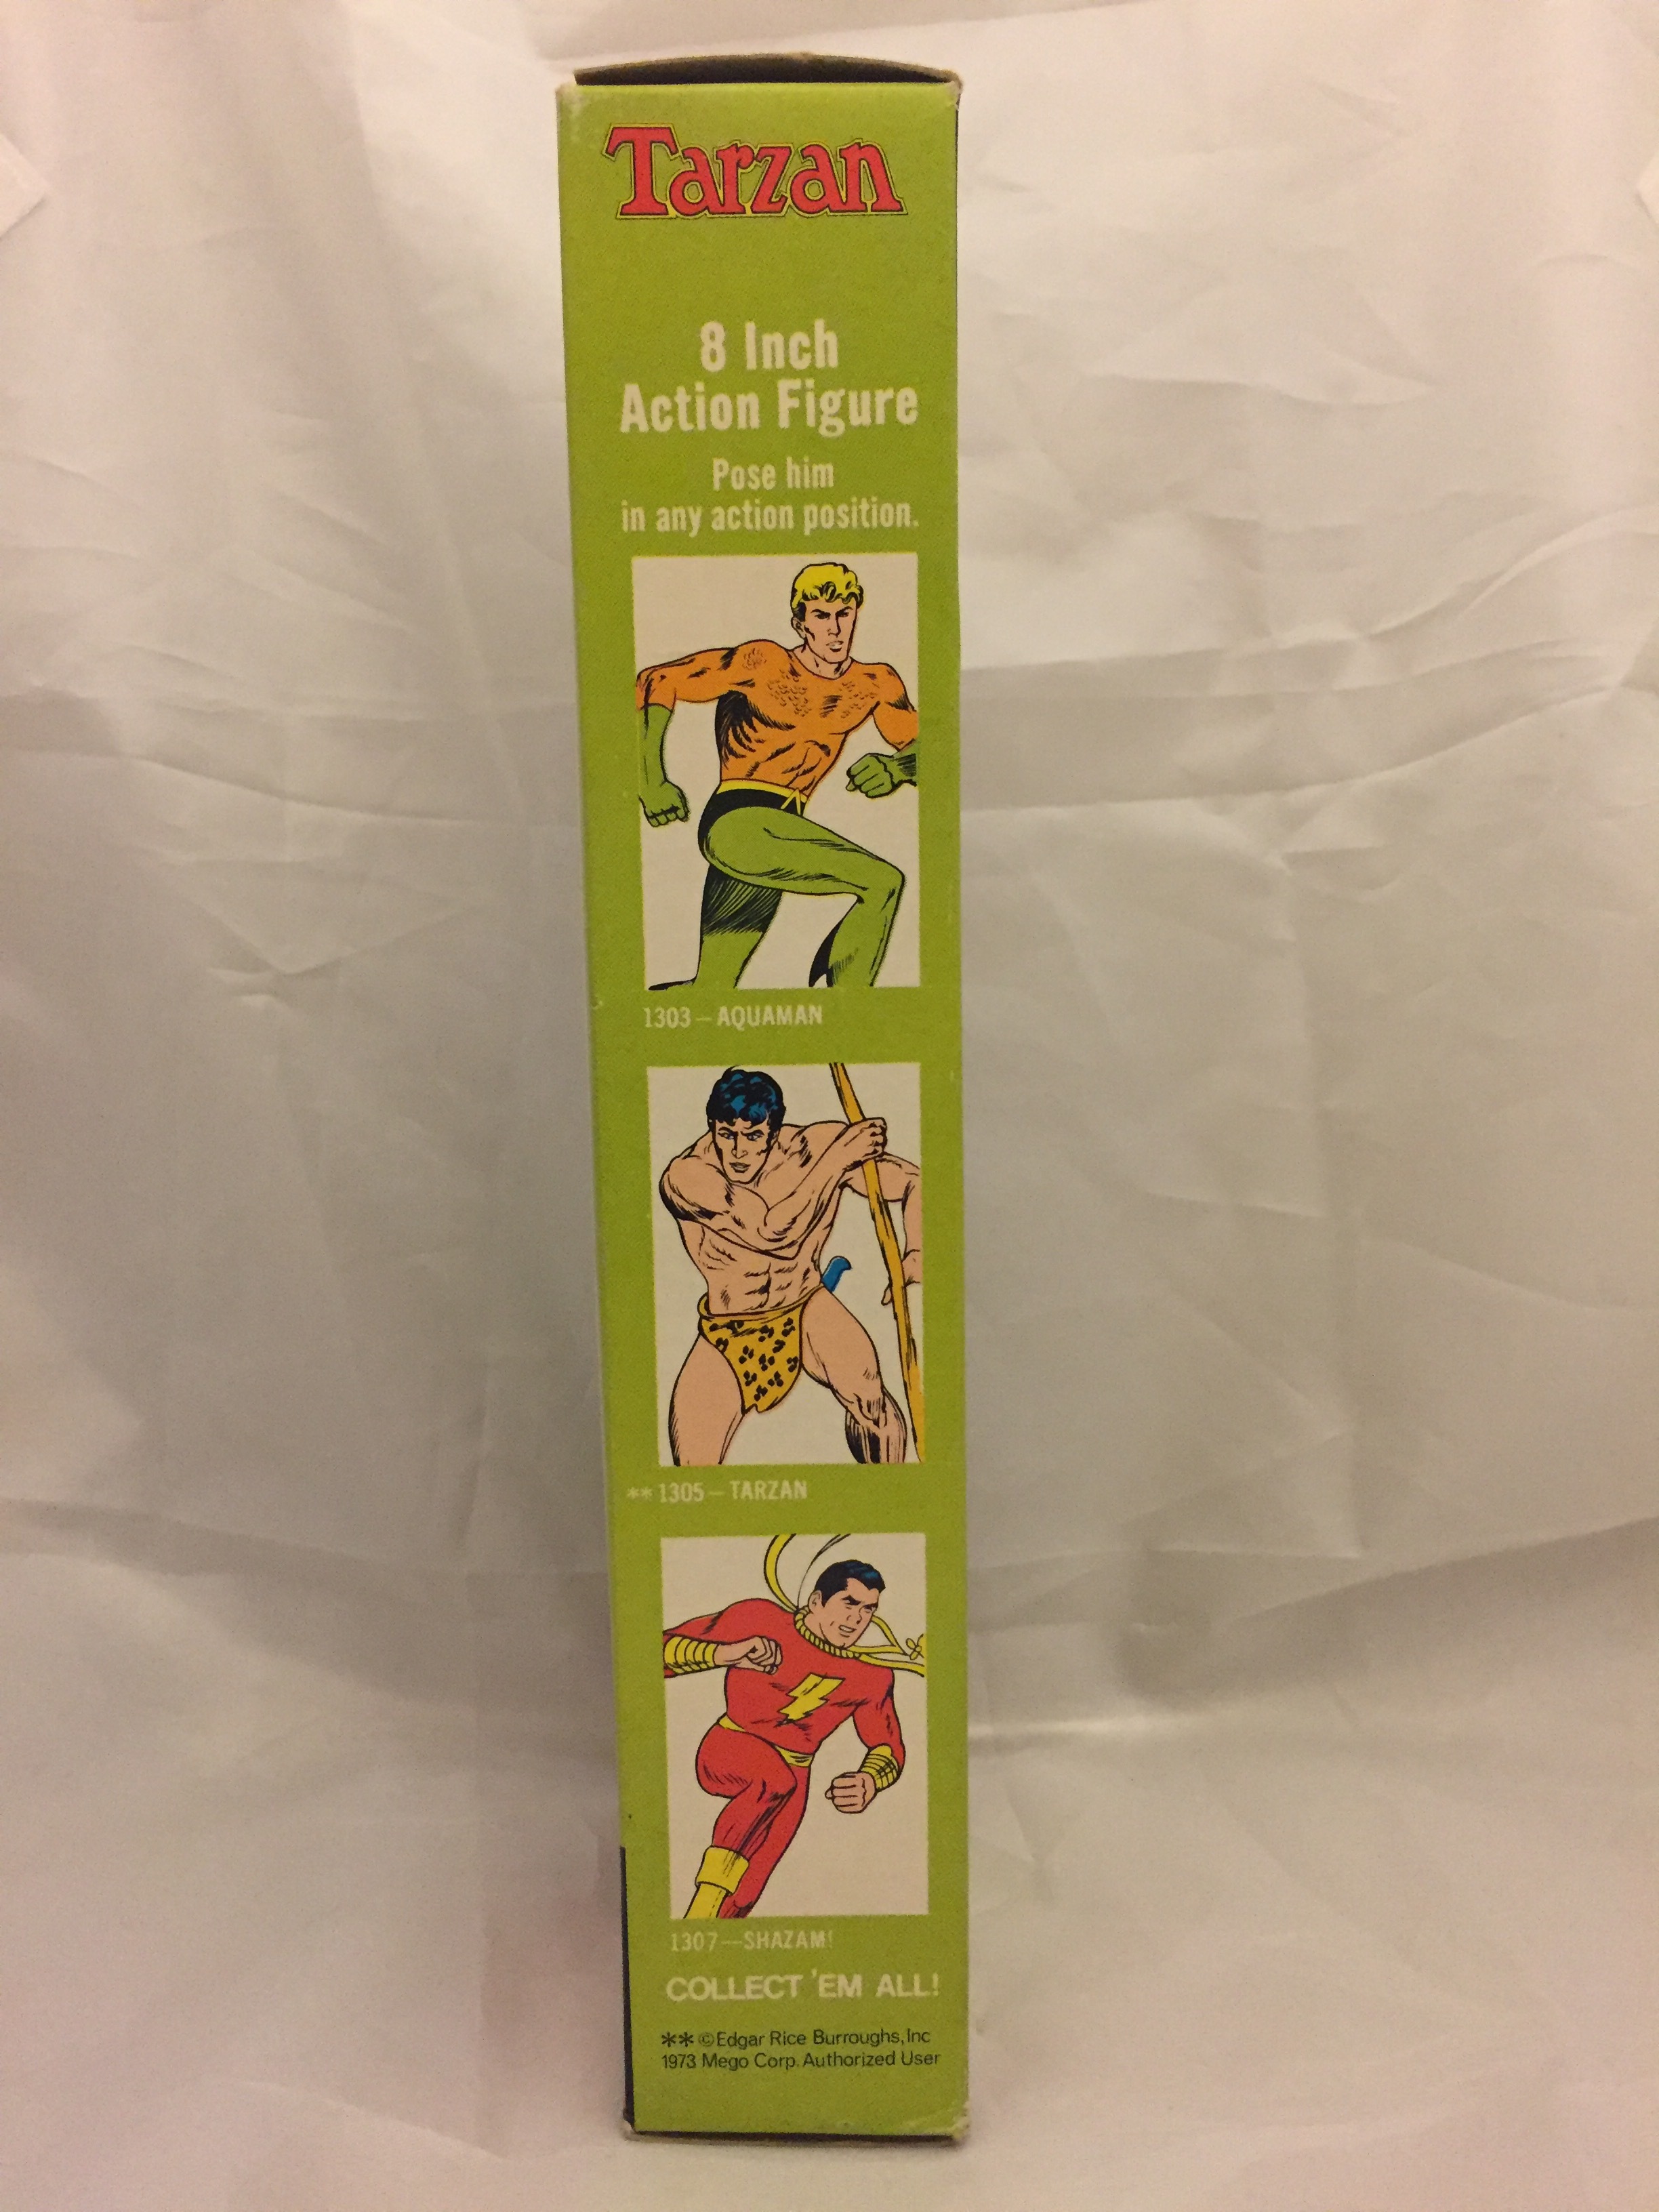 Tarzan
8 Inch
Action Figure
Pose him
in any action position.
1303 – AQUAMAN
** 1305 – TARZAN
1307 — SHAZAM!
COLLECT 'EM ALL!
** © Edgar Rice Burroughs, Inc
1973 Mego Corp. Authorized User